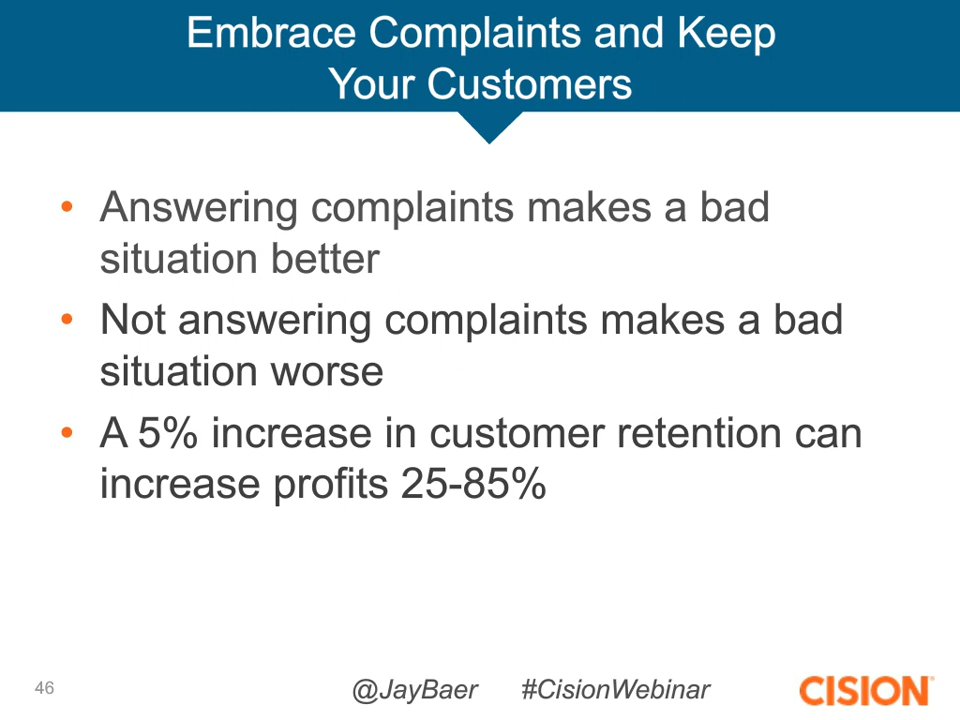 Embrace Complaints and Keep
Your Customers
• Answering complaints makes a bad
situation better
• Not answering complaints makes a bad
situation worse
• A 5% increase in customer retention can
increase profits 25-85%
46 @JayBaer #CisionWebinar CISION®